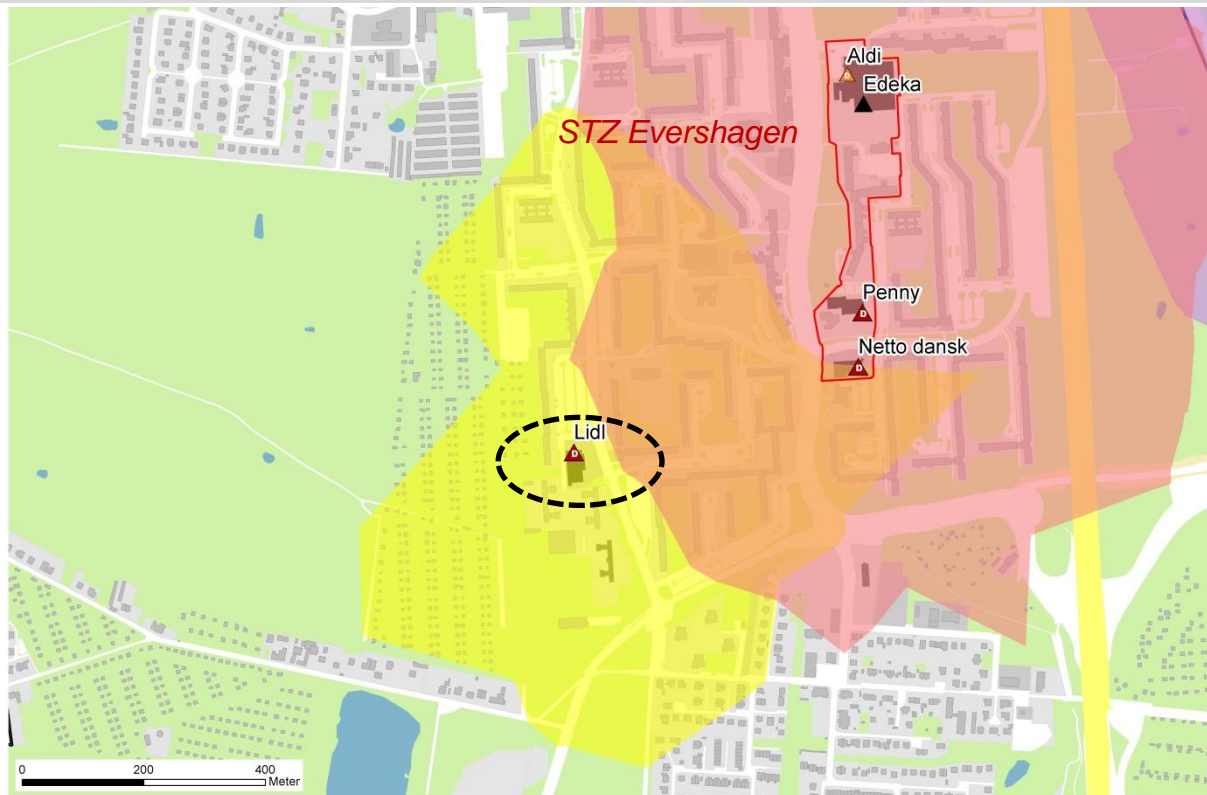 Aldi
D
Edeka
STZ Evershagen
Penny
D
Netto dansk
D
Lidl
D
0 200 400
Meter